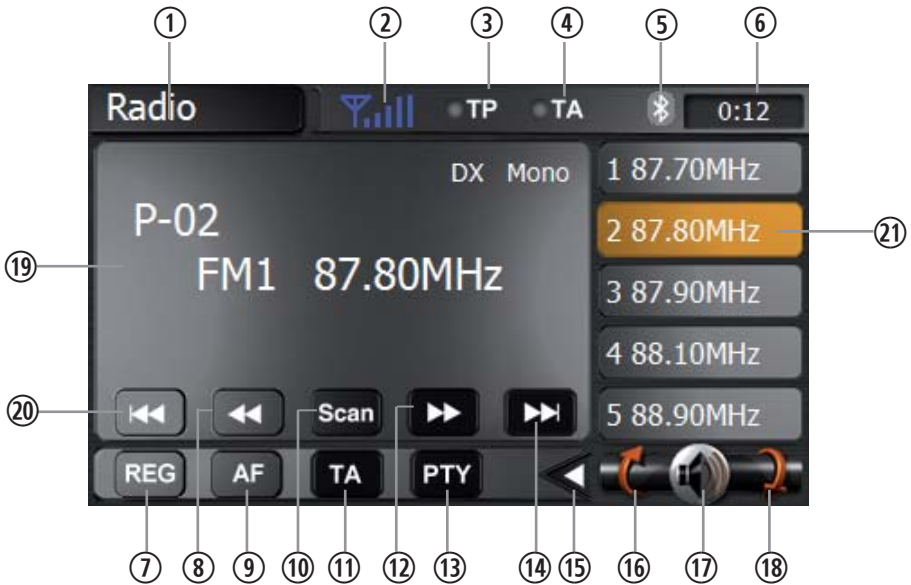 ① ② ③ ④ ⑤ ⑥
Radio TP TA 0:12
DX Mono
P-02
FM1 87.80MHz
1 87.70MHz
2 87.80MHz
3 87.90MHz
4 88.10MHz
5 88.90MHz
⑲ ㉑
⑳ Scan
REG AF TA PTY
⑦ ⑧ ⑨ ⑩ ⑪ ⑫ ⑬ ⑭ ⑮ ⑯ ⑰ ⑱